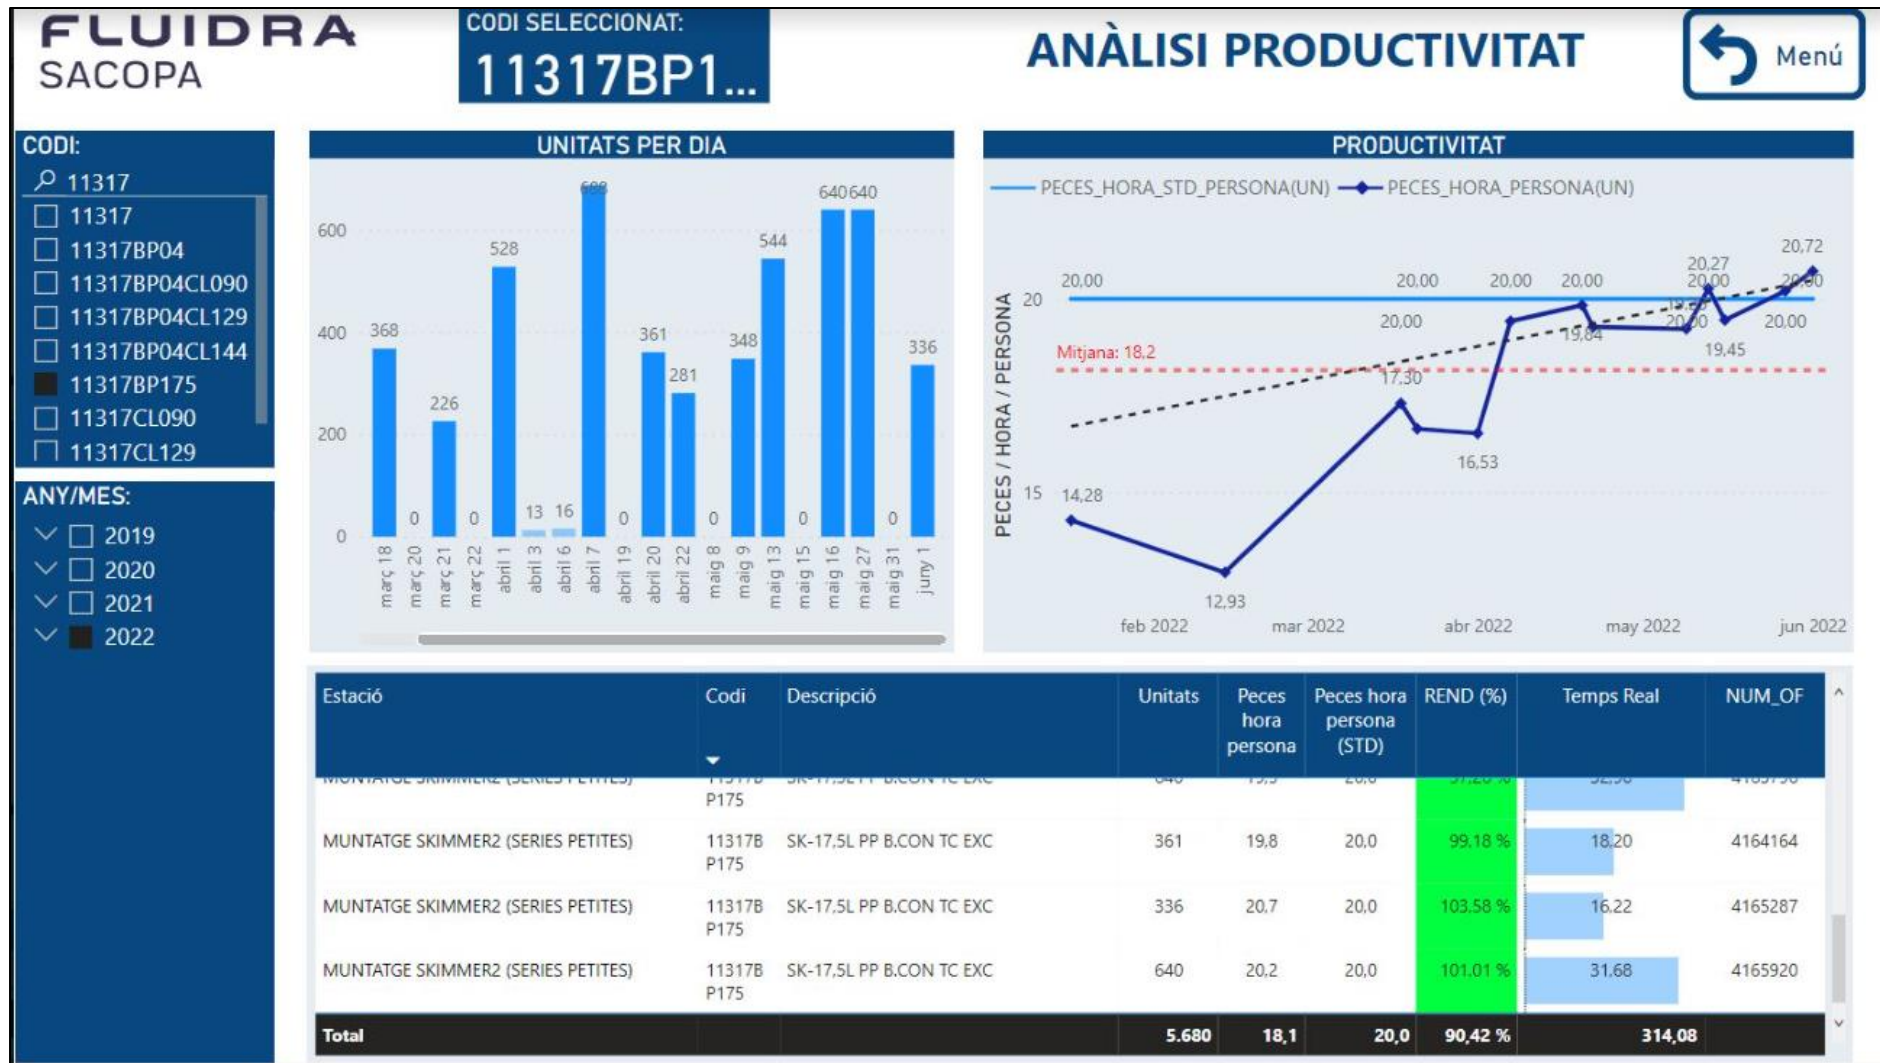 FLUIDRA
SACOPA
CODI SELECCIONAT:
11317BP1...
ANÀLISI PRODUCTIVITAT
Menú
CODI:
11317
11317
11317BP04
11317BP04CL090
11317BP04CL129
11317BP04CL144
11317BP175
11317CL090
11317CL129
ANY/MES:
2019
2020
2021
2022
UNITATS PER DIA
600
400
200
0
368
0
226
0
528
13
16
688
0
361
281
0
348
544
0
640
640
0
336
març 18
març 20
març 21
març 22
abril 1
abril 3
abril 6
abril 7
abril 19
abril 20
abril 22
maig 8
maig 9
maig 13
maig 15
maig 16
maig 27
maig 31
juny 1
PRODUCTIVITAT
PECES_HORA_STD_PERSONA(UN)
PECES_HORA_PERSONA(UN)
PECES / HORA / PERSONA
20
15
20,00
20,00
20,00
20,00
20,27
20,00
20,72
20,00
20,00
20,00
20,00
19,84
19,45
Mitjana: 18,2
17,30
16,53
14,28
12,93
feb 2022
mar 2022
abr 2022
may 2022
jun 2022
Estació Codi Descripció Unitats Peces hora persona Peces hora persona (STD) REND (%) Temps Real NUM_OF
P175
MUNTATGE SKIMMER2 (SERIES PETITES) 11317B SK-17,5L PP B.CON TC EXC 361 19,8 20,0 99,18 % 18,20 4164164
P175
MUNTATGE SKIMMER2 (SERIES PETITES) 11317B SK-17,5L PP B.CON TC EXC 336 20,7 20,0 103,58 % 16,22 4165287
P175
MUNTATGE SKIMMER2 (SERIES PETITES) 11317B SK-17,5L PP B.CON TC EXC 640 20,2 20,0 101,01 % 31,68 4165920
P175
Total 5.680 18,1 20,0 90,42 % 314,08